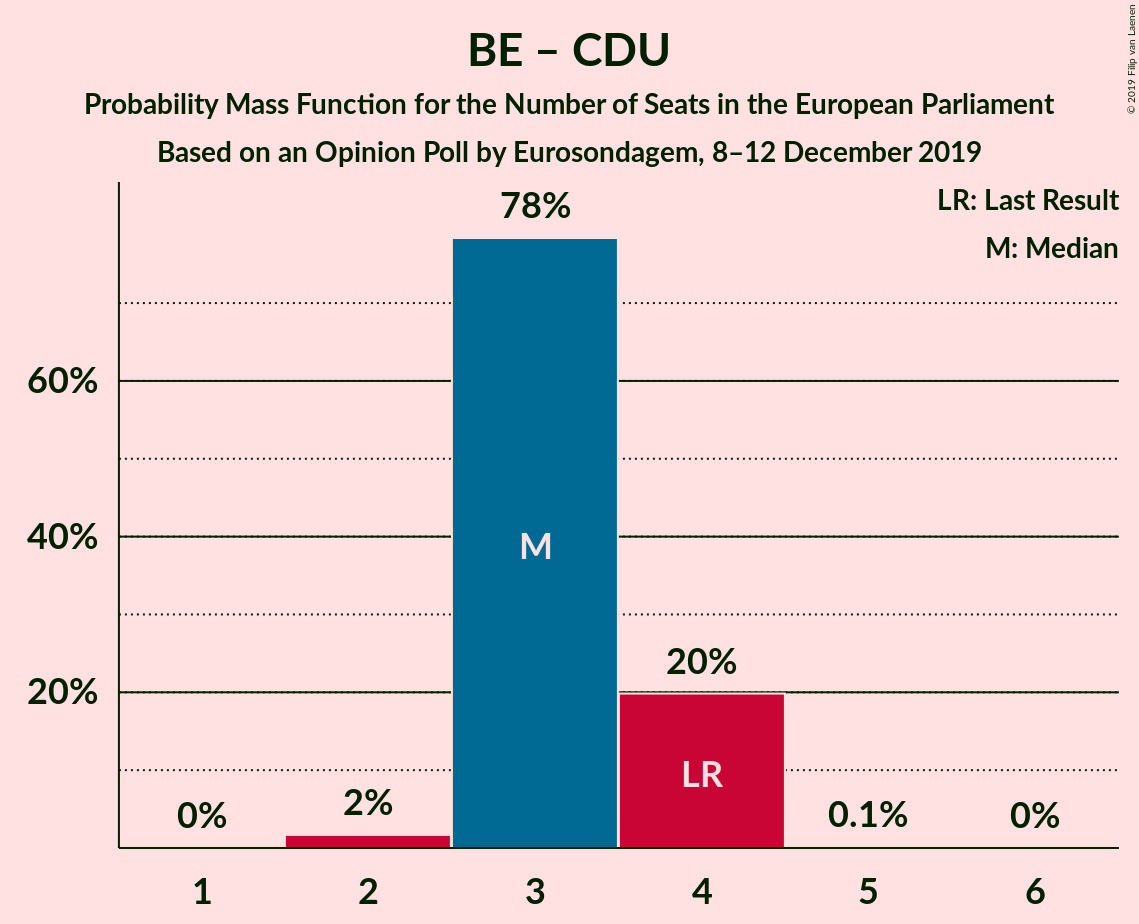 BE – CDU
Probability Mass Function for the Number of Seats in the European Parliament
Based on an Opinion Poll by Eurosondagem, 8–12 December 2019
© 2019 Filip van Laenen
LR: Last Result
M: Median
78%
60%
40%
M
20%
20%
LR
0%
2%
0.1%
0%
1
2
3
4
5
6